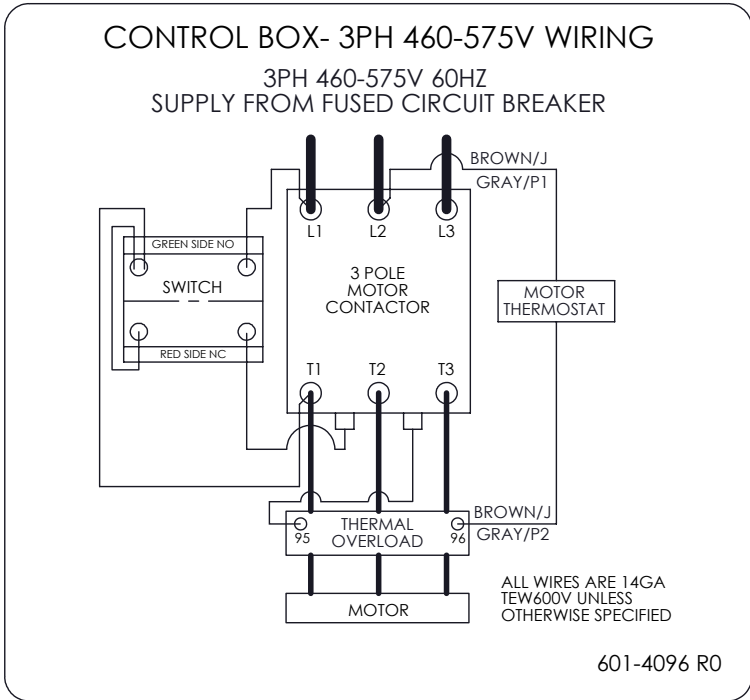 CONTROL BOX- 3PH 460-575V WIRING
3PH 460-575V 60HZ
SUPPLY FROM FUSED CIRCUIT BREAKER
BROWN/J
GRAY/P1
L1 L2 L3
GREEN SIDE NO
SWITCH
RED SIDE NC
3 POLE
MOTOR
CONTACTOR
MOTOR
THERMOSTAT
T1 T2 T3
BROWN/J
GRAY/P2
95
THERMAL
OVERLOAD
96
MOTOR
ALL WIRES ARE 14GA
TEW600V UNLESS
OTHERWISE SPECIFIED
601-4096 R0